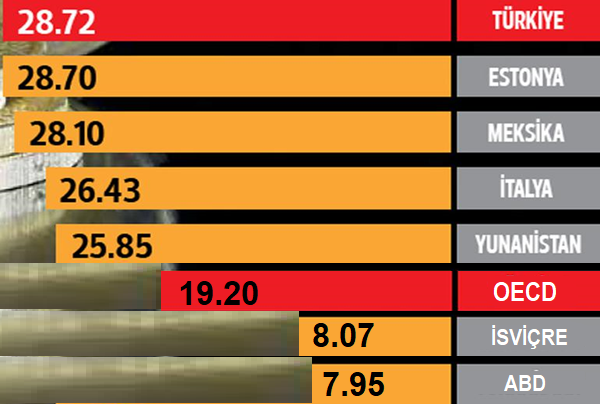 28.72 TÜRKİYE
28.70 ESTONYA
28.10 MEKSİKA
26.43 İTALYA
25.85 YUNANİSTAN
19.20 OECD
8.07 İSVİÇRE
7.95 ABD